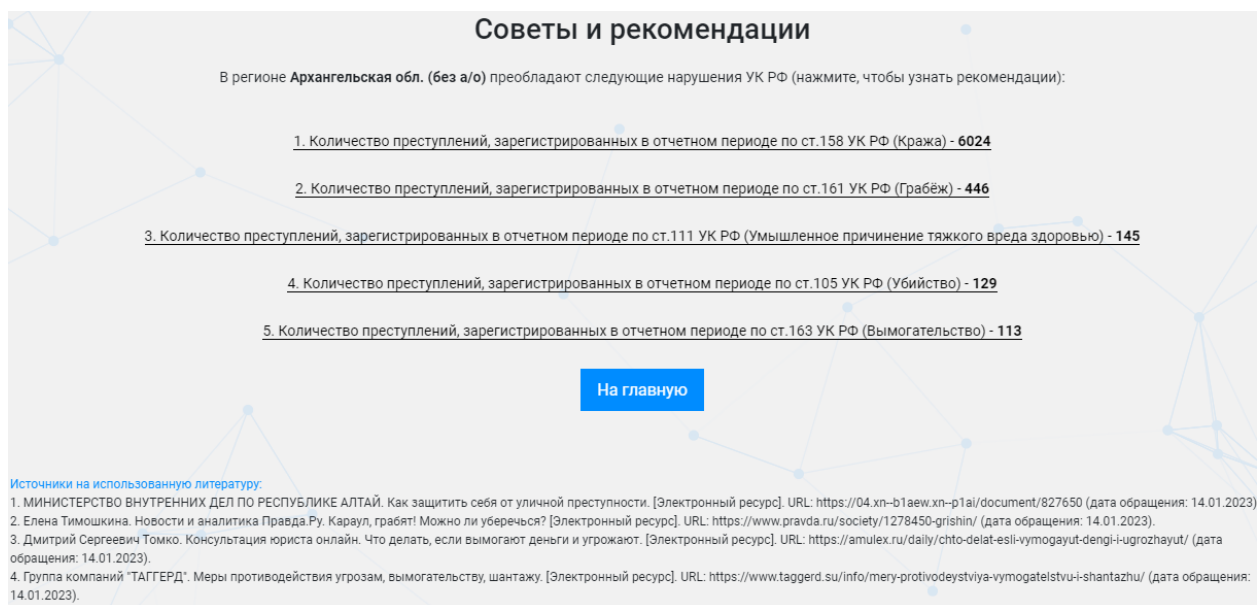 Советы и рекомендации
В регионе Архангельская обл. (без а/о) преобладают следующие нарушения УК РФ (нажмите, чтобы узнать рекомендации):
1. Количество преступлений, зарегистрированных в отчетном периоде по ст.158 УК РФ (Кража) - 6024
2. Количество преступлений, зарегистрированных в отчетном периоде по ст.161 УК РФ (Грабёж) - 446
3. Количество преступлений, зарегистрированных в отчетном периоде по ст.111 УК РФ (Умышленное причинение тяжкого вреда здоровью) - 145
4. Количество преступлений, зарегистрированных в отчетном периоде по ст.105 УК РФ (Убийство) - 129
5. Количество преступлений, зарегистрированных в отчетном периоде по ст.163 УК РФ (Вымогательство) - 113
На главную
Источники на использованную литературу:
1. МИНИСТЕРСТВО ВНУТРЕННИХ ДЕЛ ПО РЕСПУБЛИКЕ АЛТАЙ. Как защитить себя от уличной преступности. [Электронный ресурс]. URL: https://04.xn--b1aew.xn--p1ai/document/827650 (дата обращения: 14.01.2023)
2. Елена Тимошкина. Новости и аналитика Правда.Ру. Караул, грабят! Можно ли уберечься? [Электронный ресурс]. URL: https://www.pravda.ru/society/1278450-grishin/ (дата обращения: 14.01.2023).
3. Дмитрий Сергеевич Томко. Консультация юриста онлайн. Что делать, если вымогают деньги и угрожают. [Электронный ресурс]. URL: https://amulex.ru/daily/chto-delat-esli-vymogayut-dengi-i-ugrozhayut/ (дата
обращения: 14.01.2023).
4. Группа компаний "ТАГГЕРД". Меры противодействия угрозам, вымогательству, шантажу. [Электронный ресурс]. URL: https://www.taggerd.su/info/mery-protivodeystviya-vymogatelstvu-i-shantazhu/ (дата обращения:
14.01.2023).